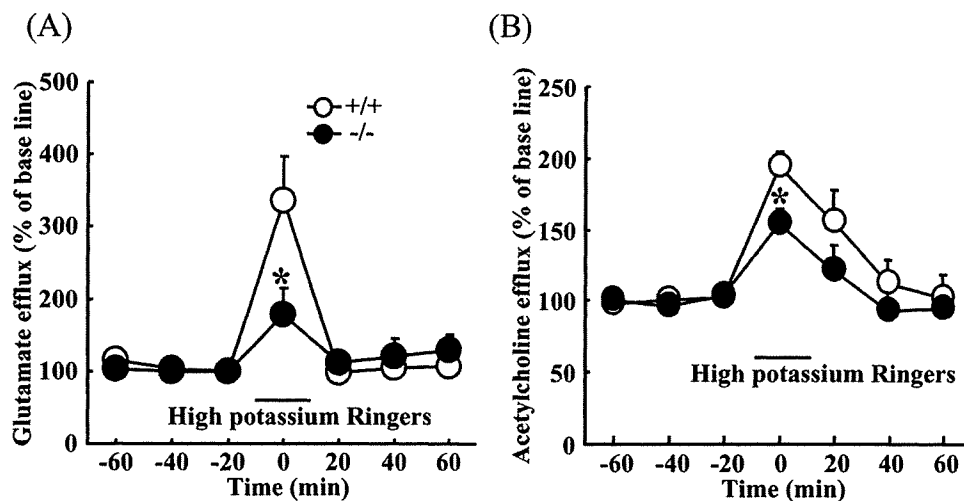 (A)
Glutamate efflux (% of base line)
500
400
300
200
100
0
+/+
-/-
*
High potassium Ringers
-60 -40 -20 0 20 40 60
Time (min)
(B)
Acetylcholine efflux (% of base line)
250
200
150
100
50
0
*
High potassium Ringers
-60 -40 -20 0 20 40 60
Time (min)